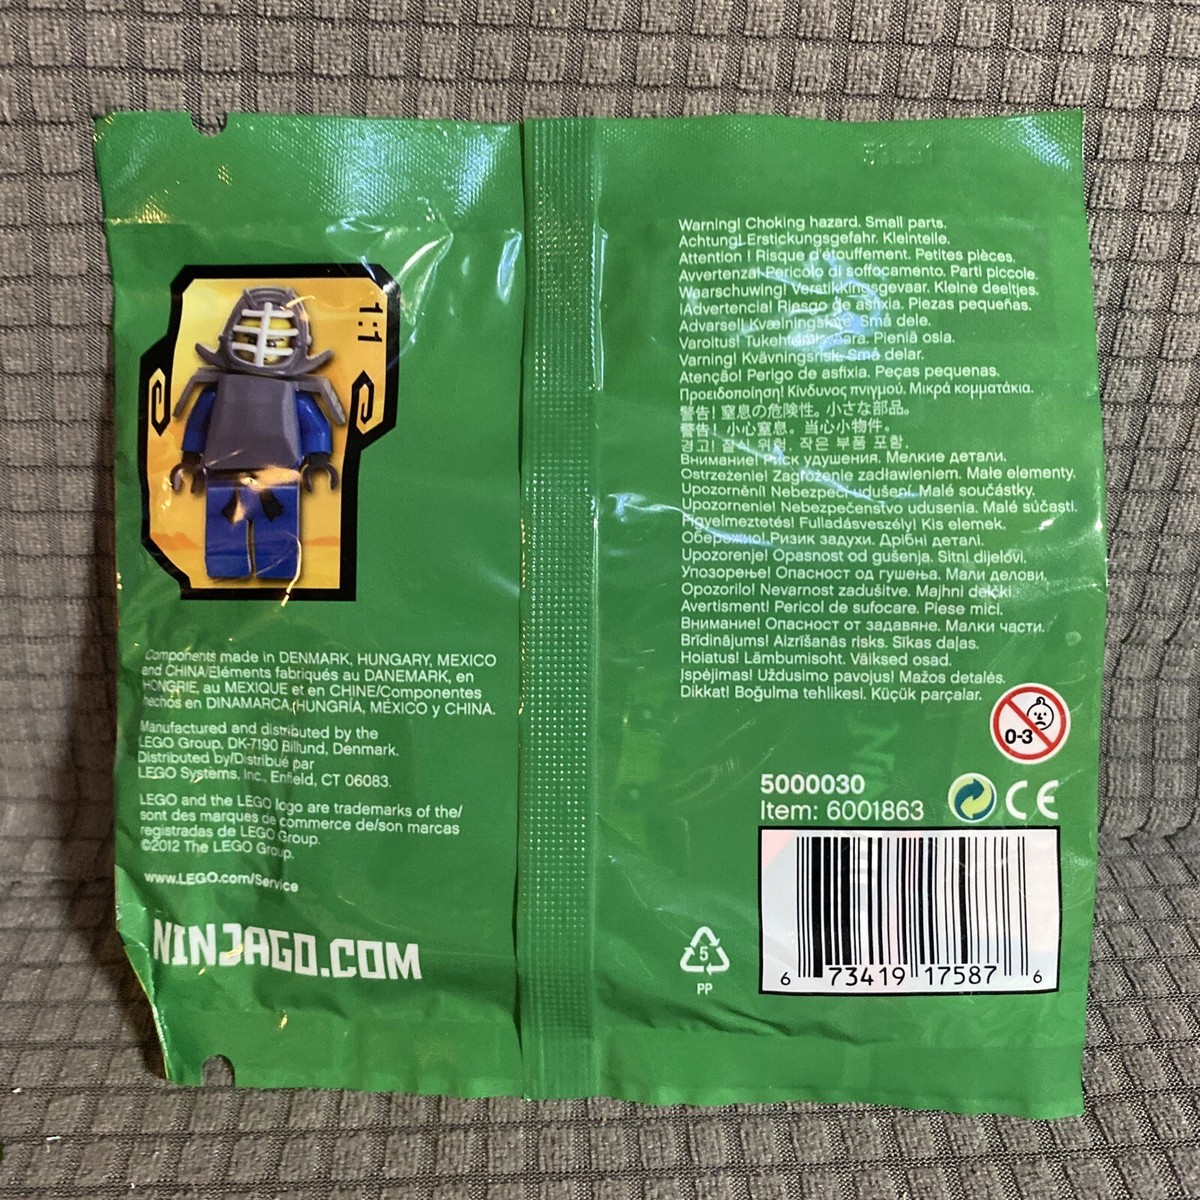 1:1
Components made in DENMARK, HUNGARY, MEXICO
and CHINA/Eléments fabriqués au DANEMARK, en
HONGRIE, au MEXIQUE et en CHINE/Componentes
hechos en DINAMARCA, HUNGRÍA, MÉXICO y CHINA.
Manufactured and distributed by the
LEGO Group, DK-7190 Billund, Denmark.
Distributed by/Distribué par
LEGO Systems, Inc., Enfield, CT 06083.
LEGO and the LEGO logo are trademarks of the/
sont des marques de commerce de/son marcas
registradas de LEGO Group.
©2012 The LEGO Group.
www.LEGO.com/Service
NINJAGO.COM
Warning! Choking hazard. Small parts.
Achtung! Erstickungsgefahr. Kleinteile.
Attention ! Risque d'étouffement. Petites pièces.
Avvertenza! Pericolo di soffocamento. Parti piccole.
Waarschuwing! Verstikkingsgevaar. Kleine deeltjes.
¡Advertencia! Riesgo de asfixia. Piezas pequeñas.
Advarsel! Kvælningsrisiko. Små dele.
Varoitus! Tukehtumisvaara. Pieniä osia.
Varning! Kvävningsrisk. Små delar.
Atenção! Perigo de asfixia. Peças pequenas.
Προειδοποίηση! Κίνδυνος πνιγμού. Μικρά κομματάκια.
警告! 窒息の危険性。小さな部品。
警告! 小心窒息。当心小物件。
경고! 질식 위험. 작은 부품 포함.
Внимание! Риск удушения. Мелкие детали.
Ostrzeżenie! Zagrożenie zadławieniem. Małe elementy.
Upozornění! Nebezpečí udušení. Malé součástky.
Upozornenie! Nebezpečenstvo udusenia. Malé súčasti.
Figyelmeztetés! Fulladásveszély! Kis elemek.
Обережно! Ризик задухи. Дрібні деталі.
Upozorenje! Opasnost od gušenja. Sitni dijelovi.
Упозорење! Опасност од гушења. Мали делови.
Opozorilo! Nevarnost zadušitve. Majhni delčki.
Avertisment! Pericol de sufocare. Piese mici.
Внимание! Опасност от задавяне. Малки части.
Brīdinājums! Aizrīšanās risks. Sīkas daļas.
Hoiatus! Lämbumisoht. Väiksed osad.
Įspėjimas! Uždusimo pavojus! Mažos detalės.
Dikkat! Boğulma tehlikesi. Küçük parçalar.
0-3
5000030
Item: 6001863
CE
5
PP
6 73419 17587 6